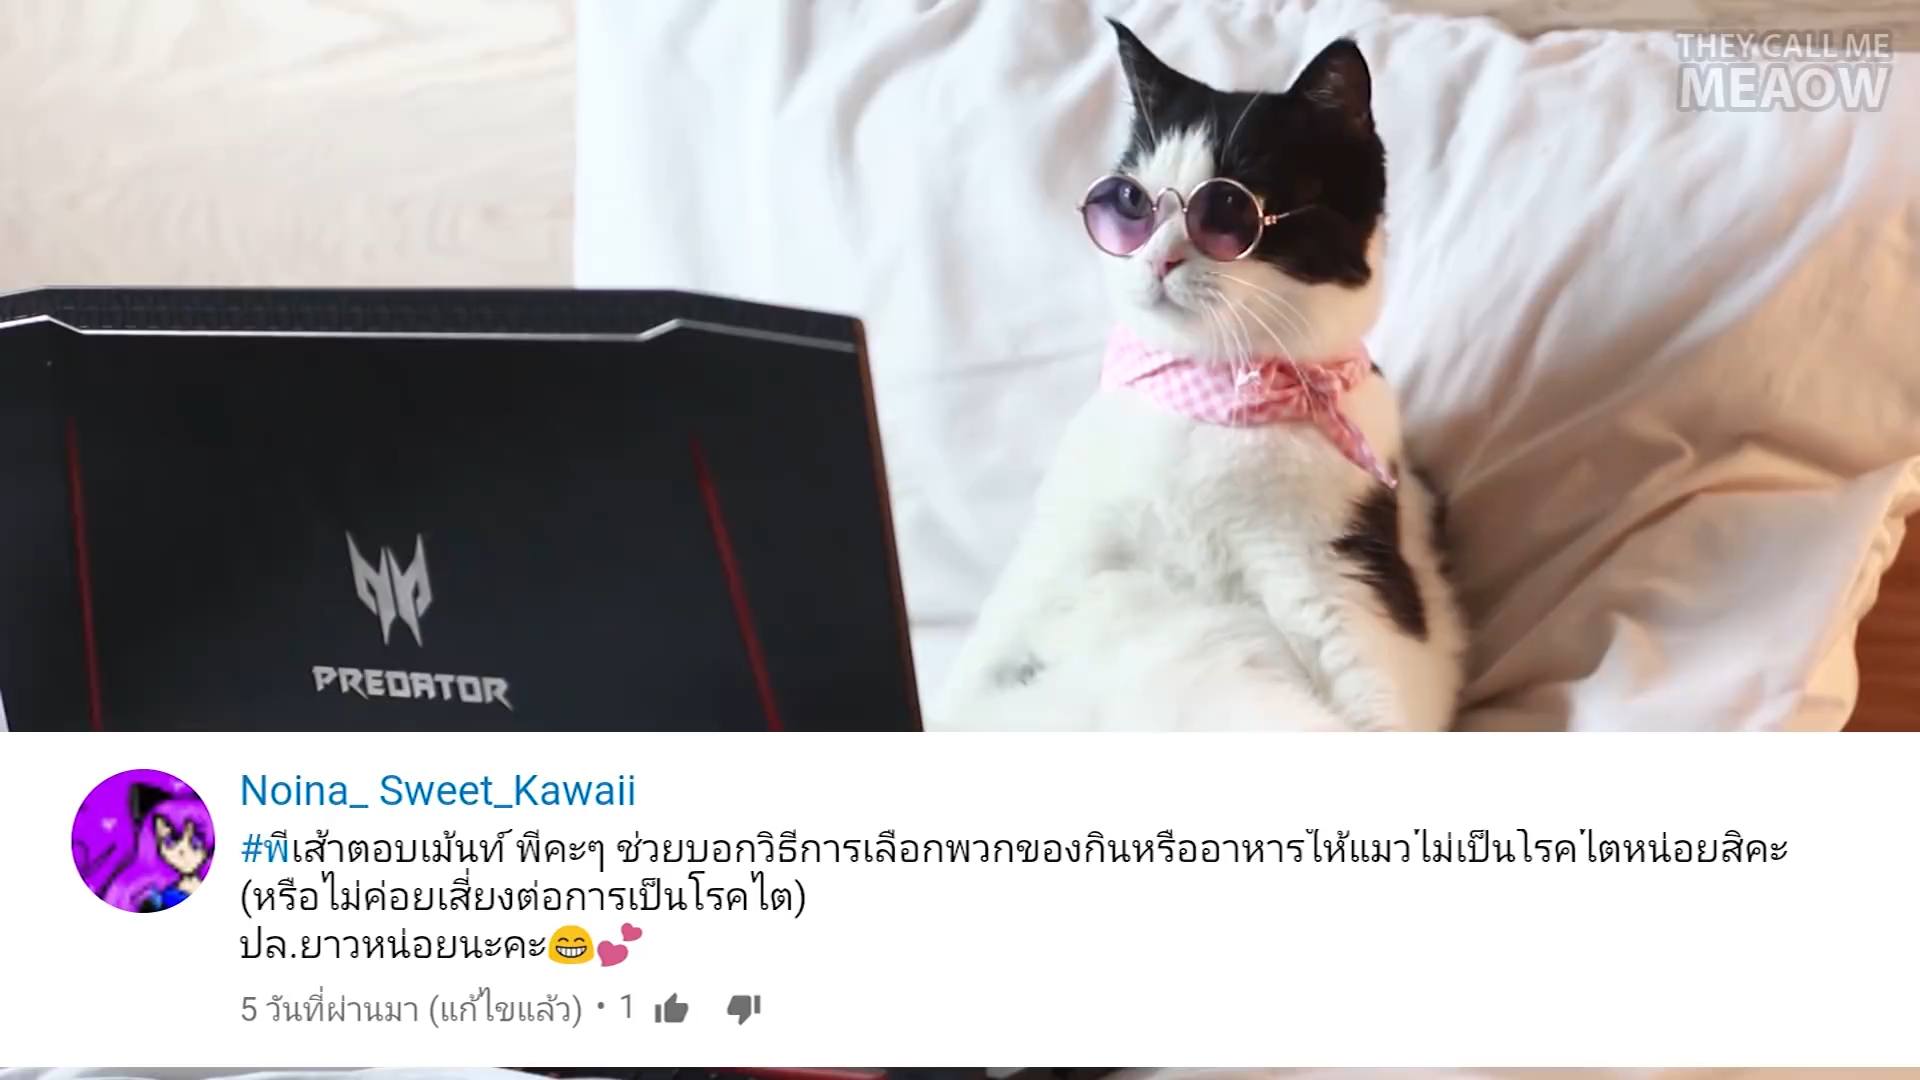 THEY CALL ME
MEAOW
PREDATOR
Noina_ Sweet_Kawaii
#พี่เส้าตอบเม้นท์ พี่คะๆ ช่วยบอกวิธีการเลือกพวกของกินหรืออาหารให้แมวไม่เป็นโรคไตหน่อยสิคะ
(หรือไม่ค่อยเสี่ยงต่อการเป็นโรคไต)
ปล.ยาวหน่อยนะคะ😁💕
5 วันที่ผ่านมา (แก้ไขแล้ว) • 1